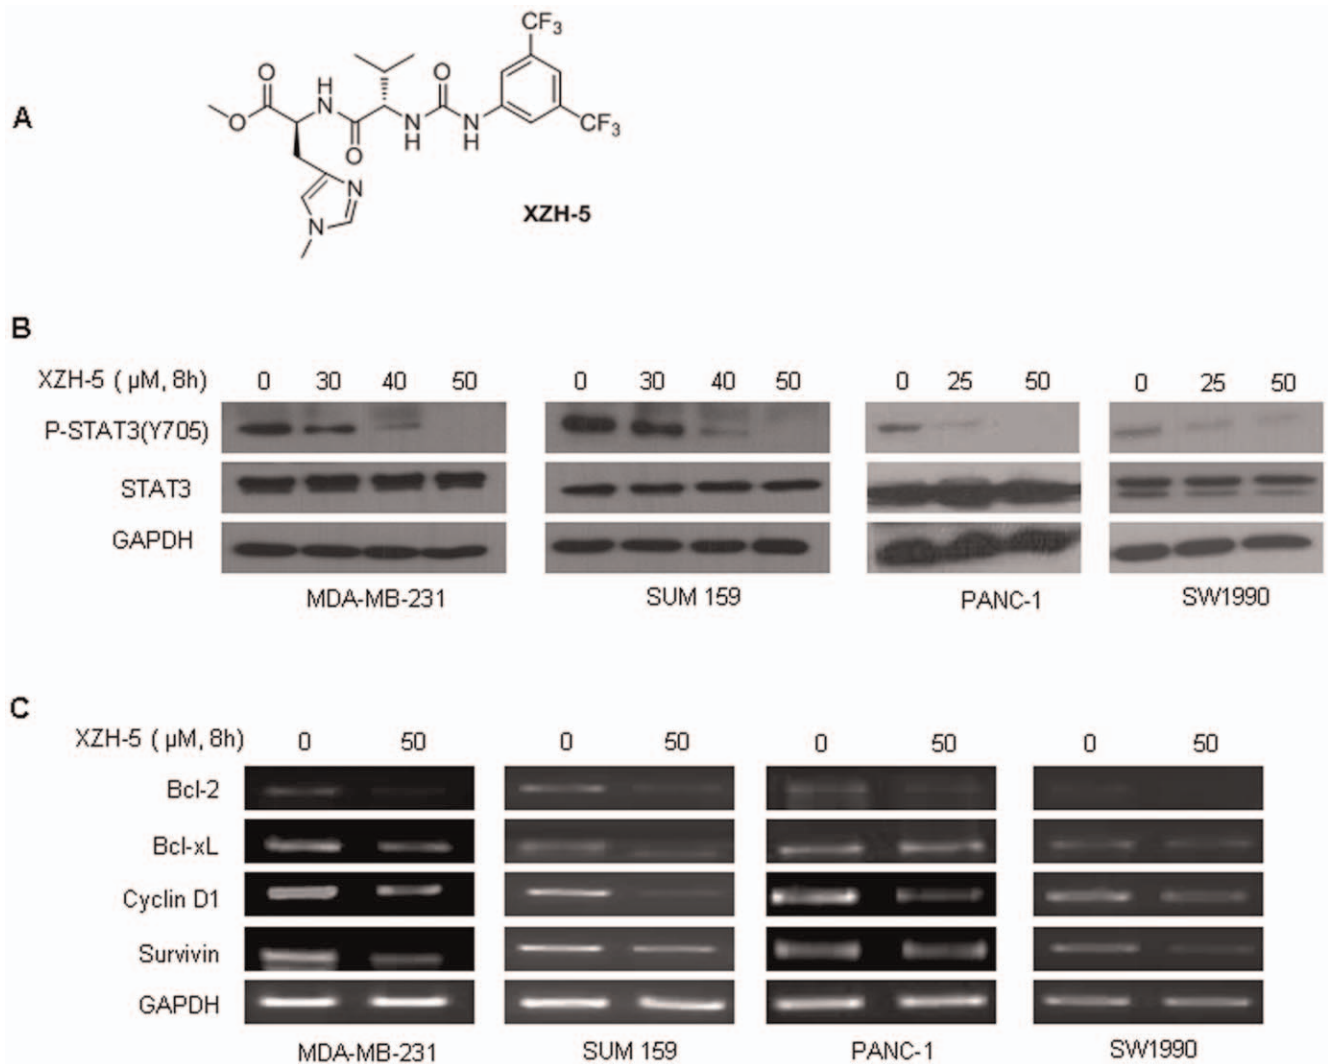 A
CF3
O
H
N
O
O
O
N
H
N
H
CF3
N
N
XZH-5
B
XZH-5 ( µM, 8h) 0 30 40 50 0 30 40 50 0 25 50 0 25 50
P-STAT3(Y705)
STAT3
GAPDH
MDA-MB-231 SUM 159 PANC-1 SW1990
C
XZH-5 ( µM, 8h) 0 50 0 50 0 50 0 50
Bcl-2
Bcl-xL
Cyclin D1
Survivin
GAPDH
MDA-MB-231 SUM 159 PANC-1 SW1990